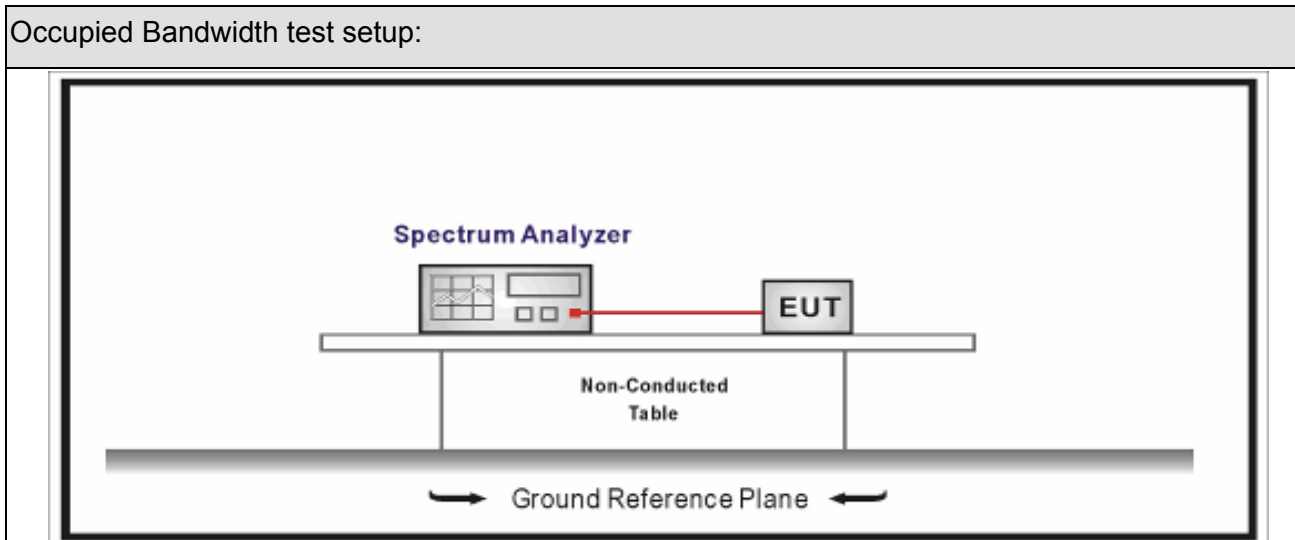 Occupied Bandwidth test setup:
Spectrum Analyzer
EUT
Non-Conducted
Table
Ground Reference Plane